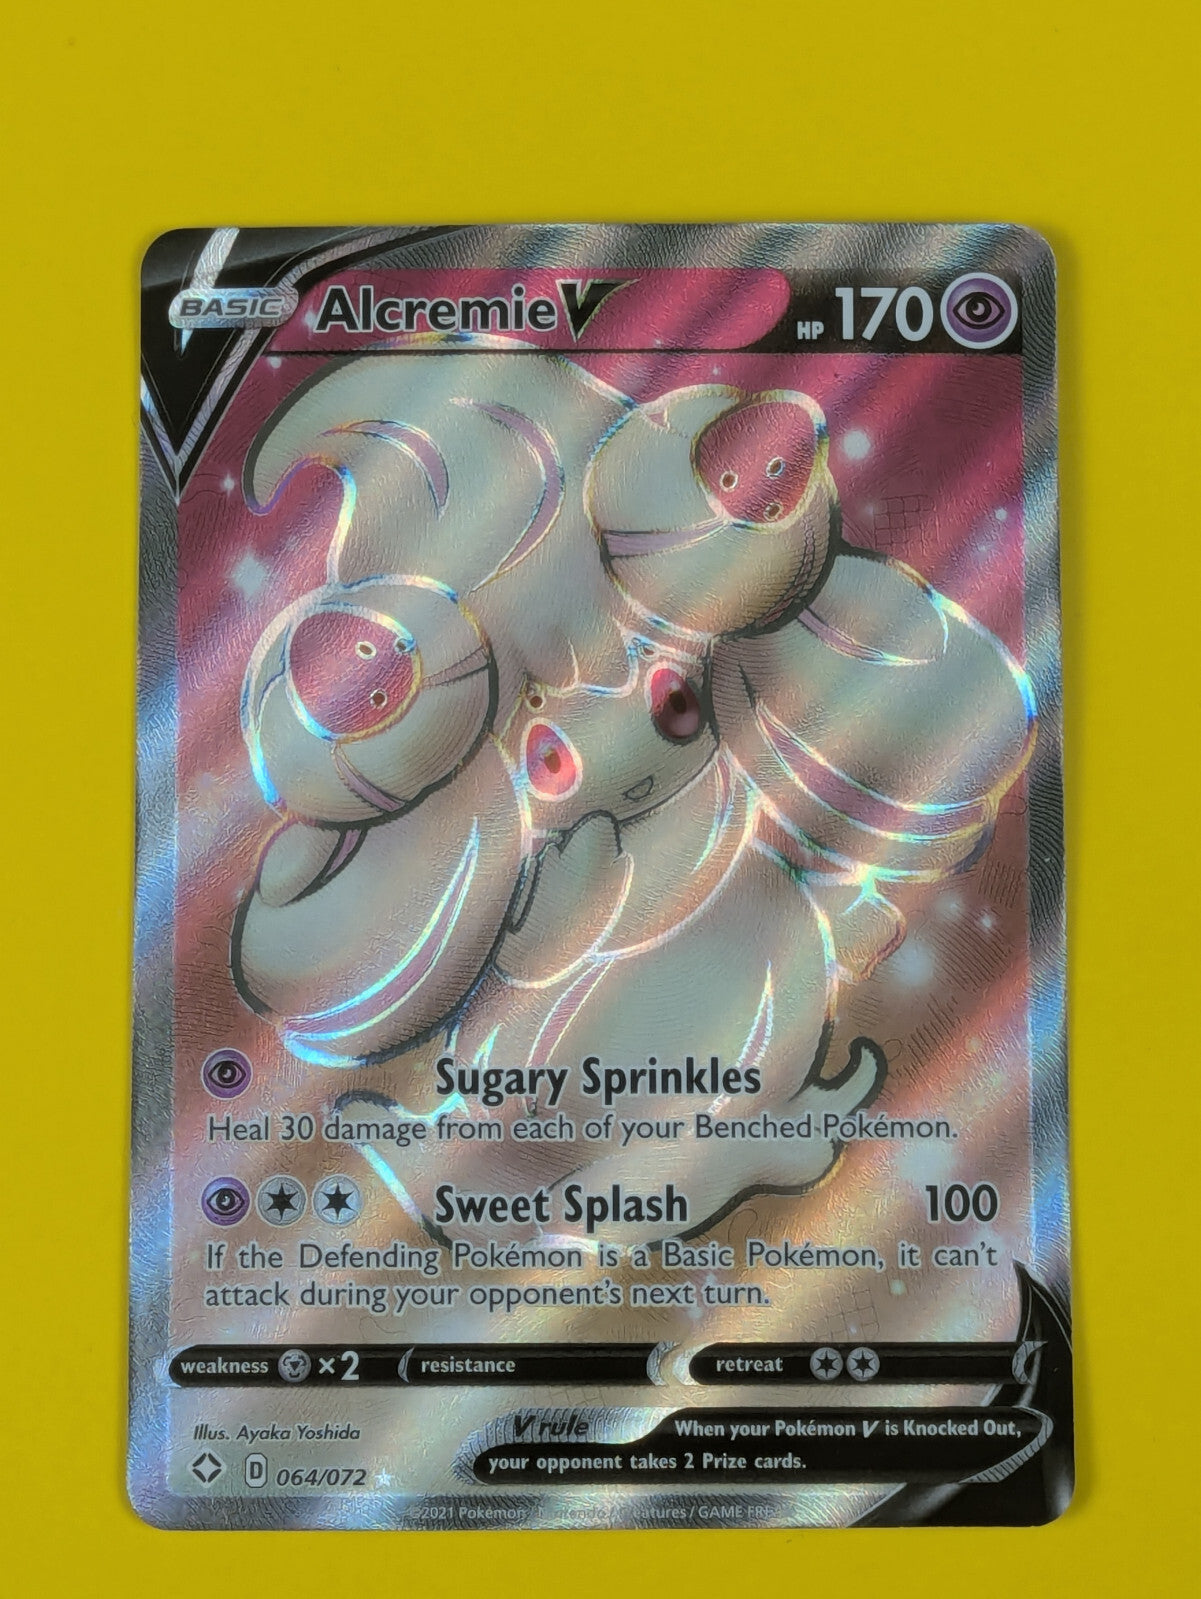 BASIC Alcremie V HP 170
Sugary Sprinkles
Heal 30 damage from each of your Benched Pokémon.
Sweet Splash 100
If the Defending Pokémon is a Basic Pokémon, it can't
attack during your opponent's next turn.
weakness ×2 resistance retreat
Illus. Ayaka Yoshida
V rule When your Pokémon V is Knocked Out,
your opponent takes 2 Prize cards.
D 064/072
©2021 Pokémon / Nintendo / Creatures / GAME